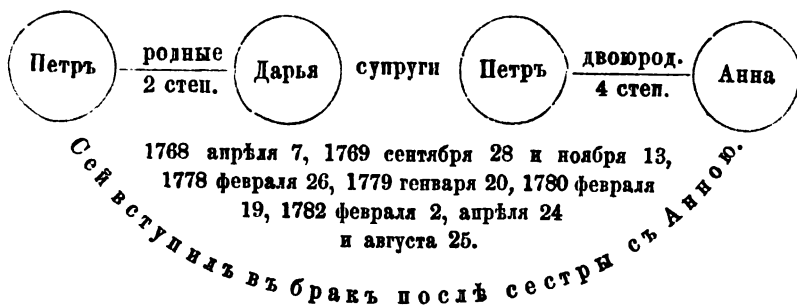 Петръ родные 2 степ. Дарья супруги Петръ двоюрод. 4 степ. Анна
1768 апрѣля 7, 1769 сентября 28 и ноября 13,
1778 февраля 26, 1779 генваря 20, 1780 февраля
19, 1782 февраля 2, апрѣля 24
и августа 25.
Сей вступилъ въ бракъ послѣ сестры съ Анною.